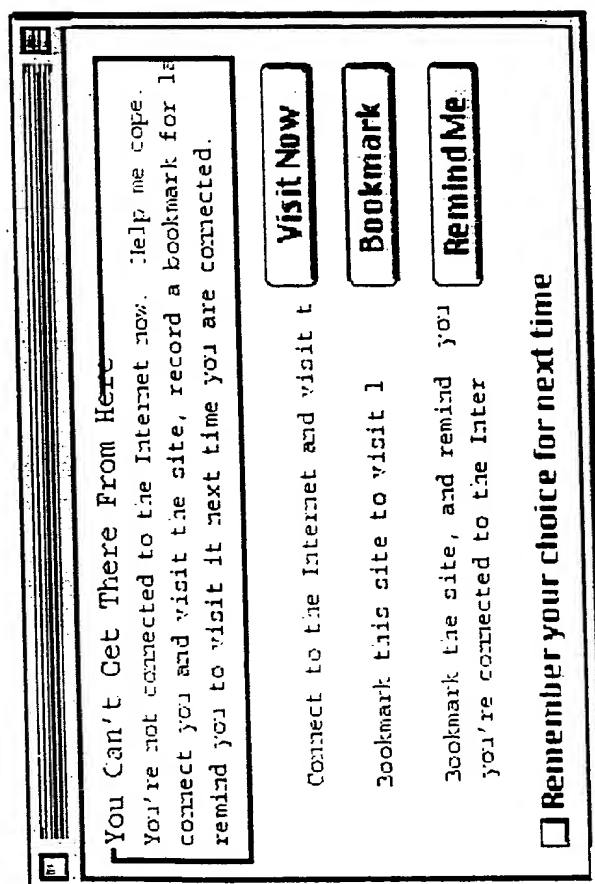 You Can't Get There From Here
You're not connected to the Internet now. Help me cope.
connect you and visit the site, record a bookmark for la
remind you to visit it next time you are connected.
Connect to the Internet and visit t
Visit Now
Bookmark this site to visit l
Bookmark
Bookmark the site, and remind you
you're connected to the Inter
Remind Me
Remember your choice for next time